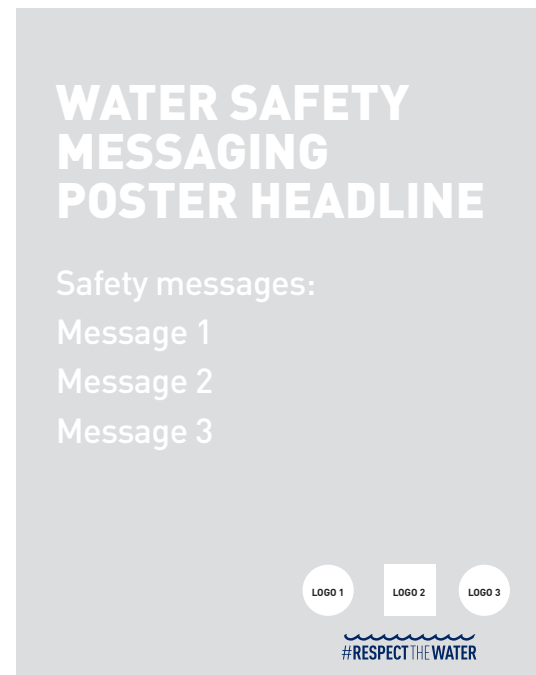 WATER SAFETY
MESSAGING
POSTER HEADLINE
Safety messages:
Message 1
Message 2
Message 3
LOGO 1
LOGO 2
LOGO 3
#RESPECTTHEWATER